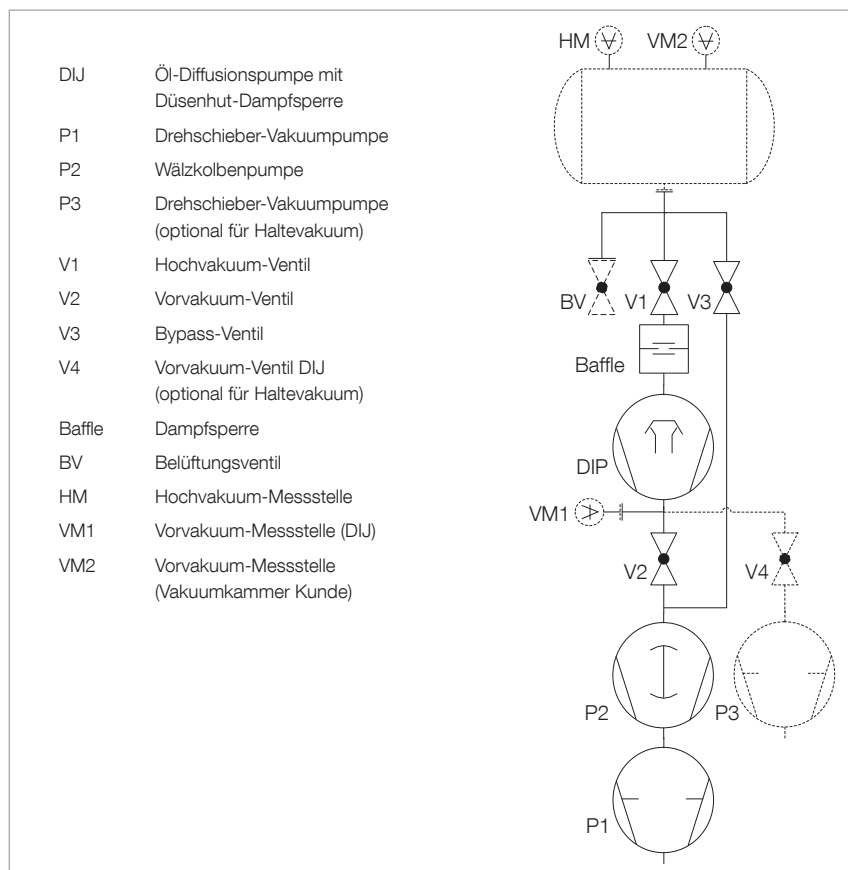 DIJ Öl-Diffusionspumpe mit
Düsenhut-Dampfsperre
P1 Drehschieber-Vakuumpumpe
P2 Wälzkolbenpumpe
P3 Drehschieber-Vakuumpumpe
(optional für Haltevakuum)
V1 Hochvakuum-Ventil
V2 Vorvakuum-Ventil
V3 Bypass-Ventil
V4 Vorvakuum-Ventil DIJ
(optional für Haltevakuum)
Baffle Dampfsperre
BV Belüftungsventil
HM Hochvakuum-Messstelle
VM1 Vorvakuum-Messstelle (DIJ)
VM2 Vorvakuum-Messstelle
(Vakuumkammer Kunde)
HM VM2
BV V1 V3
Baffle
DIP
VM1
V2 V4
P2 P3
P1